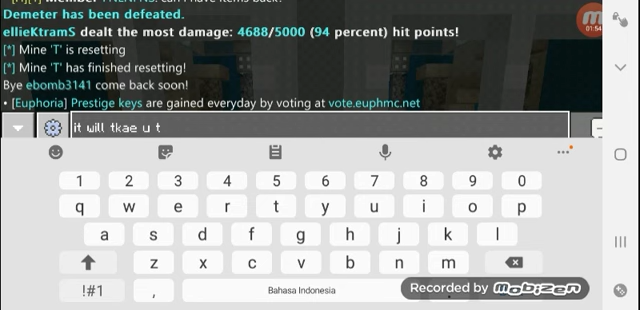 Demeter has been defeated.
ellieKtramS dealt the most damage: 4688/5000 (94 percent) hit points!
[*] Mine 'T' is resetting
[*] Mine 'T' has finished resetting!
Bye ebomb3141 come back soon!
• [Euphoria] Prestige keys are gained everyday by voting at vote.euphmc.net
it will tkae u t
1 2 3 4 5 6 7 8 9 0
q w e r t y u i o p
a s d f g h j k l
z x c v b n m
!#1 , Bahasa Indonesia .
Recorded by mobizen
01:54